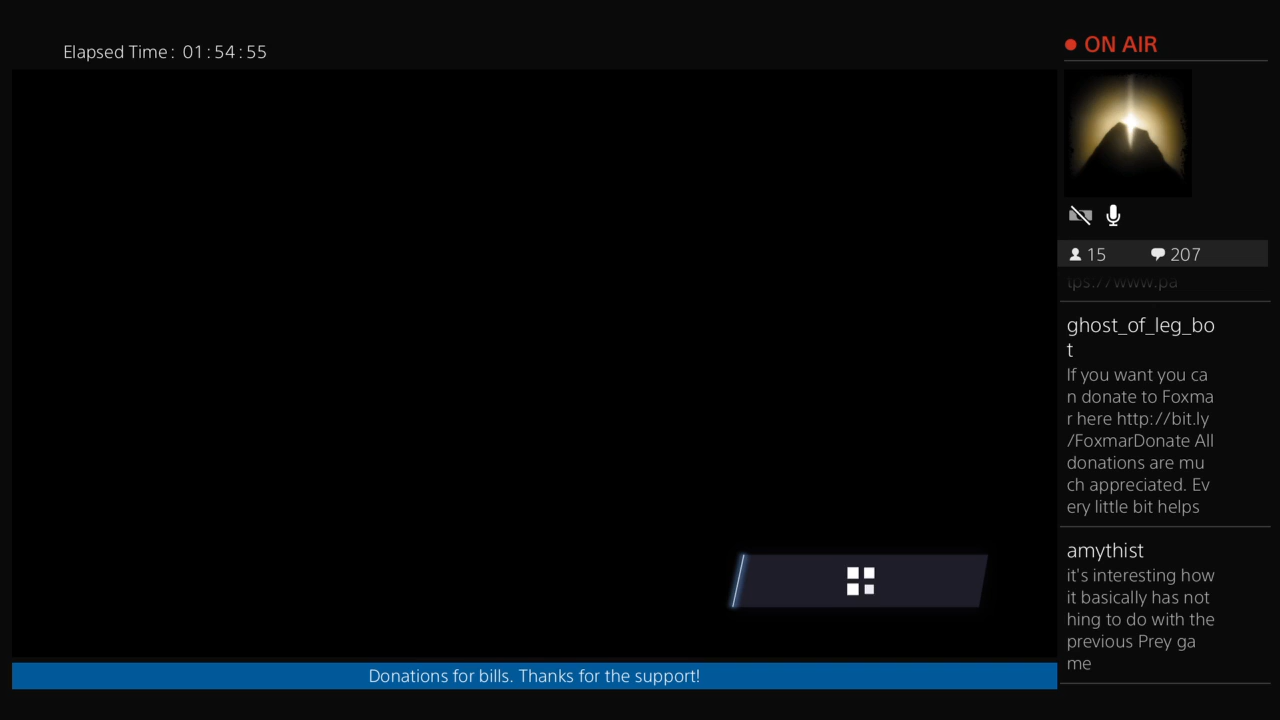 Elapsed Time: 01:54:55
ON AIR
15 207
tps://www.pa
ghost_of_leg_bo
t
If you want you ca
n donate to Foxma
r here http://bit.ly
/FoxmarDonate All
donations are mu
ch appreciated. Ev
ery little bit helps
amythist
it's interesting how
it basically has not
hing to do with the
previous Prey ga
me
Donations for bills. Thanks for the support!